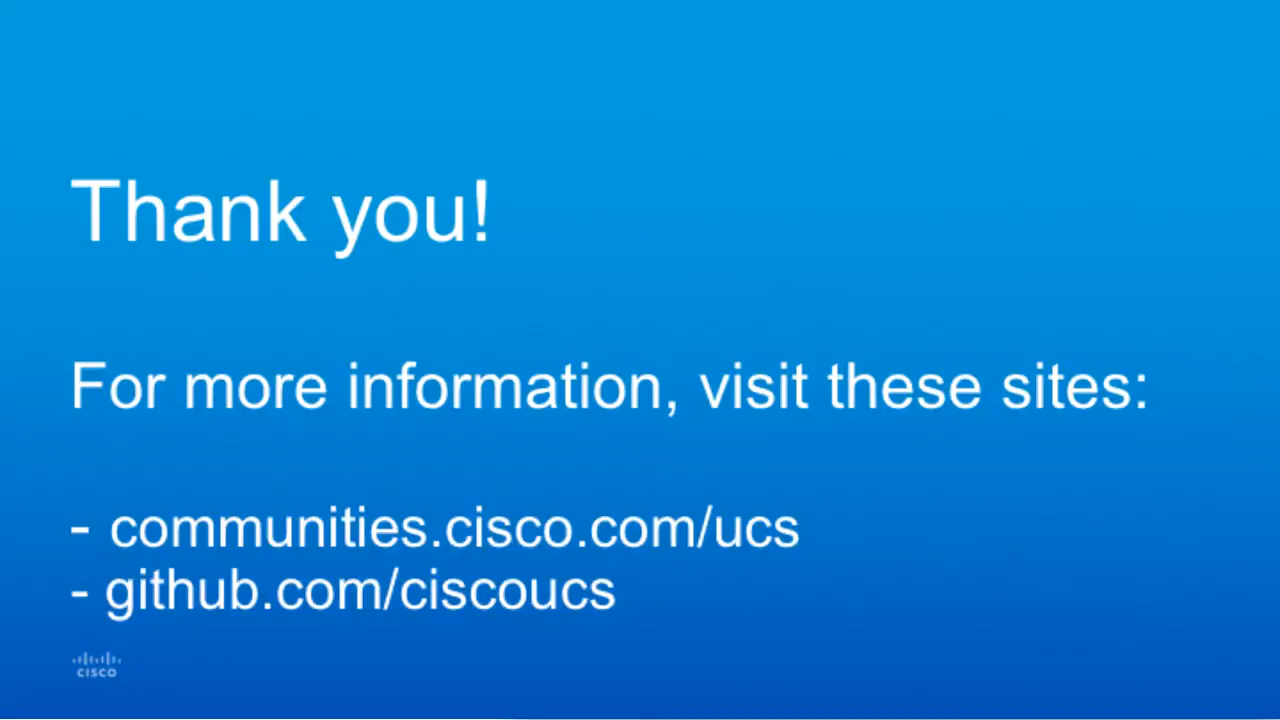 Thank you!
For more information, visit these sites:
- communities.cisco.com/ucs
- github.com/ciscoucs
CISCO